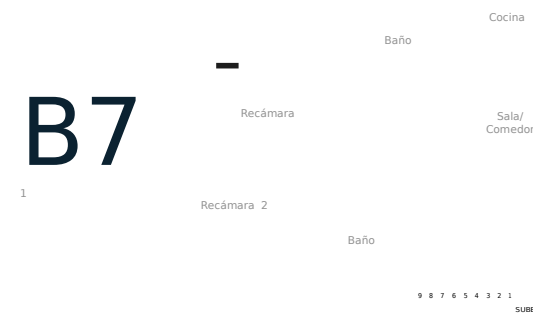 Cocina
Baño
B7
Recámara
Sala/
Comedor
1
Recámara 2
Baño
9 8 7 6 5 4 3 2 1
SUBE